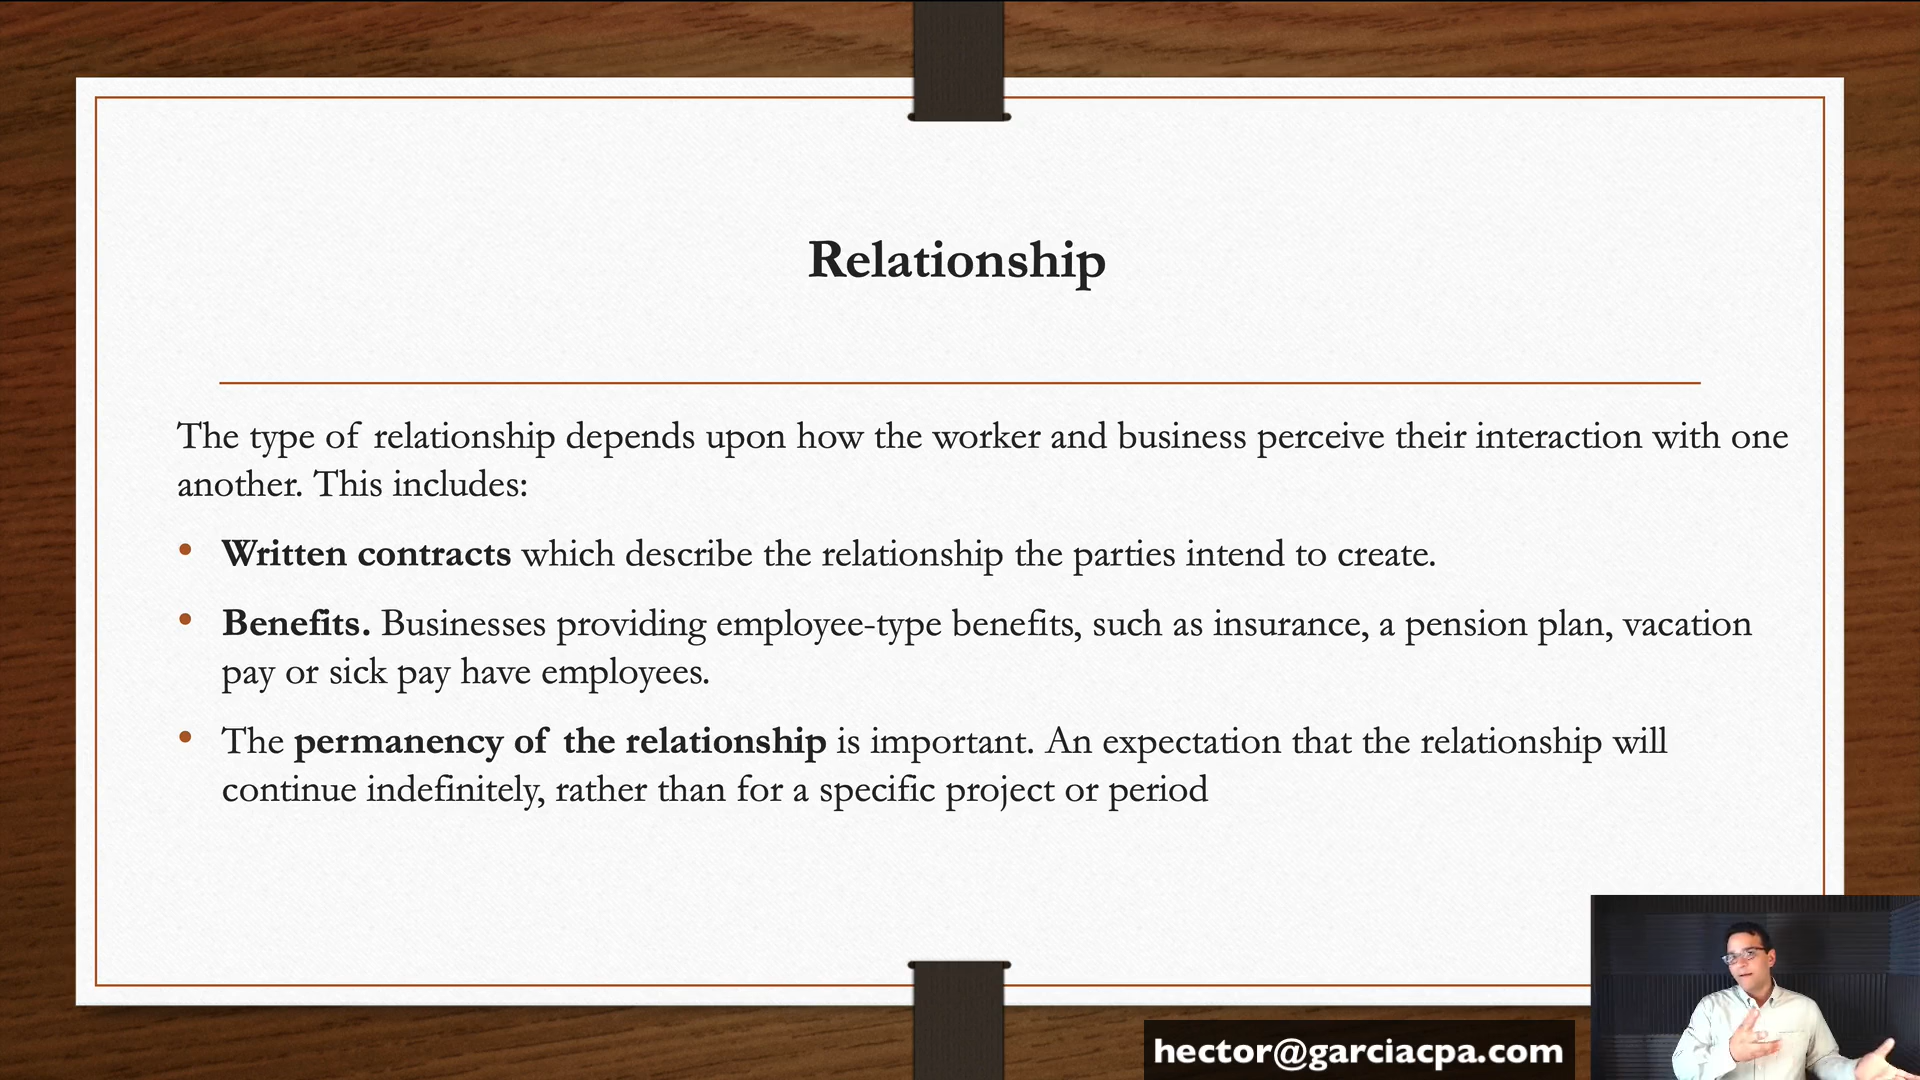 Relationship
The type of relationship depends upon how the worker and business perceive their interaction with one
another. This includes:
• Written contracts which describe the relationship the parties intend to create.
• Benefits. Businesses providing employee-type benefits, such as insurance, a pension plan, vacation
pay or sick pay have employees.
• The permanency of the relationship is important. An expectation that the relationship will
continue indefinitely, rather than for a specific project or period
hector@garciacpa.com